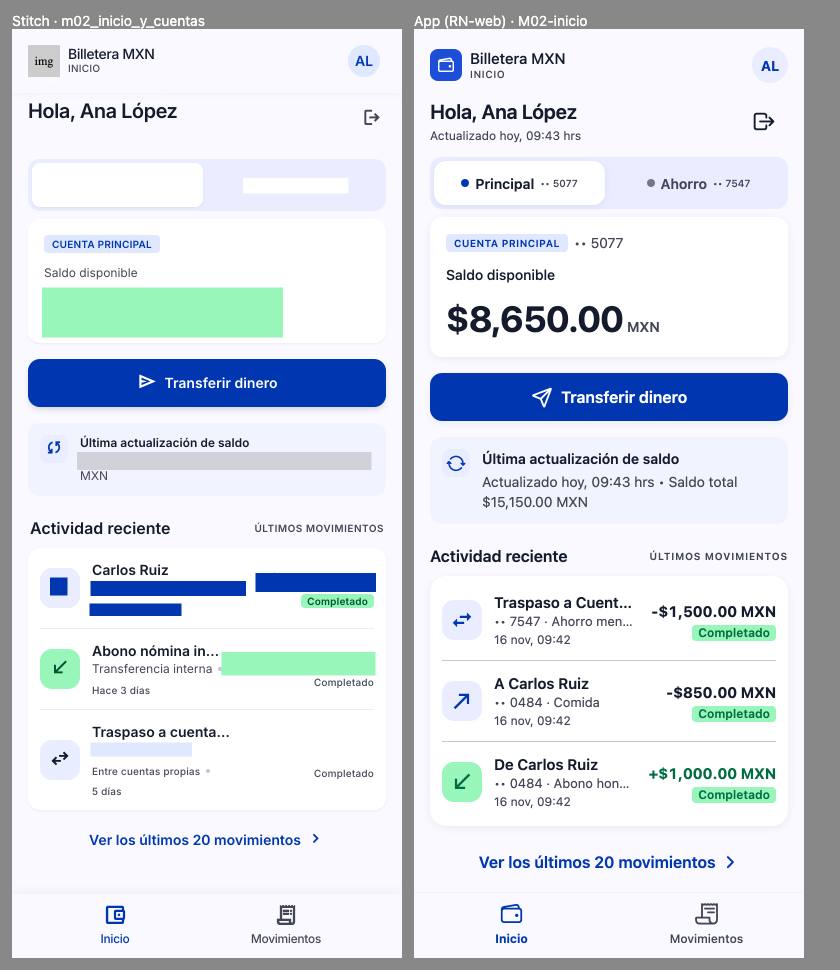 Stitch · m02_inicio_y_cuentas
img
Billetera MXN
INICIO
AL
Hola, Ana López
CUENTA PRINCIPAL
Saldo disponible
Transferir dinero
Última actualización de saldo
MXN
Actividad reciente
ÚLTIMOS MOVIMIENTOS
Carlos Ruiz
Completado
Abono nómina in...
Transferencia interna •
Hace 3 días
Completado
Traspaso a cuenta...
Entre cuentas propias •
5 días
Completado
Ver los últimos 20 movimientos
Inicio
Movimientos
App (RN-web) · M02-inicio
Billetera MXN
INICIO
AL
Hola, Ana López
Actualizado hoy, 09:43 hrs
Principal •• 5077
Ahorro •• 7547
CUENTA PRINCIPAL •• 5077
Saldo disponible
$8,650.00 MXN
Transferir dinero
Última actualización de saldo
Actualizado hoy, 09:43 hrs • Saldo total
$15,150.00 MXN
Actividad reciente
ÚLTIMOS MOVIMIENTOS
Traspaso a Cuent...
-$1,500.00 MXN
•• 7547 · Ahorro men...
Completado
16 nov, 09:42
A Carlos Ruiz
-$850.00 MXN
•• 0484 · Comida
Completado
16 nov, 09:42
De Carlos Ruiz
+$1,000.00 MXN
•• 0484 · Abono hon...
Completado
16 nov, 09:42
Ver los últimos 20 movimientos
Inicio
Movimientos